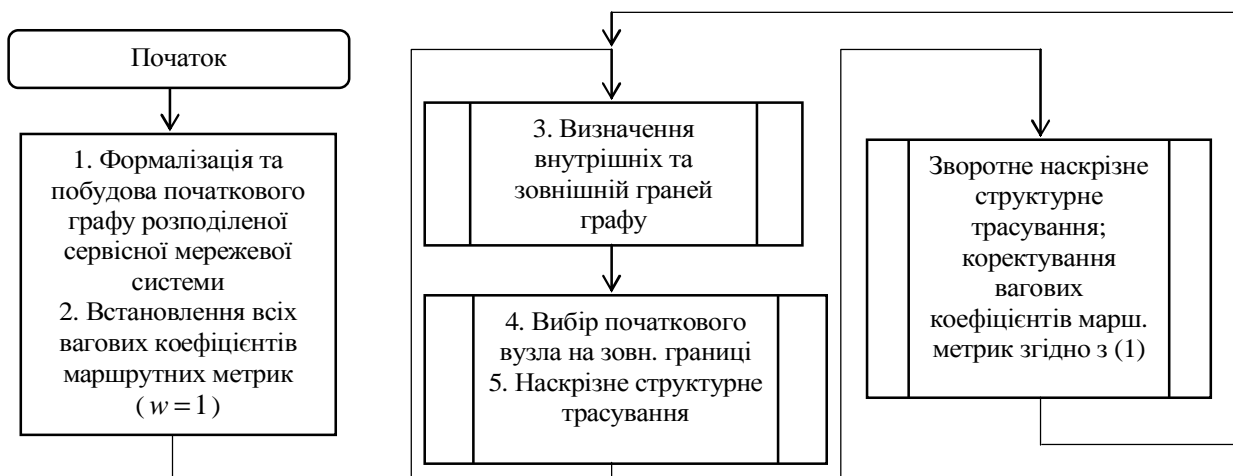 Початок
1. Формалізація та
побудова початкового
графу розподіленої
сервісної мережевої
системи
2. Встановлення всіх
вагових коефіцієнтів
маршрутних метрик
( w = 1 )
3. Визначення
внутрішніх та
зовнішній граней
графу
4. Вибір початкового
вузла на зовн. границі
5. Наскрізне структурне
трасування
Зворотне наскрізне
структурне
трасування;
коректування
вагових
коефіцієнтів марш.
метрик згідно з (1)